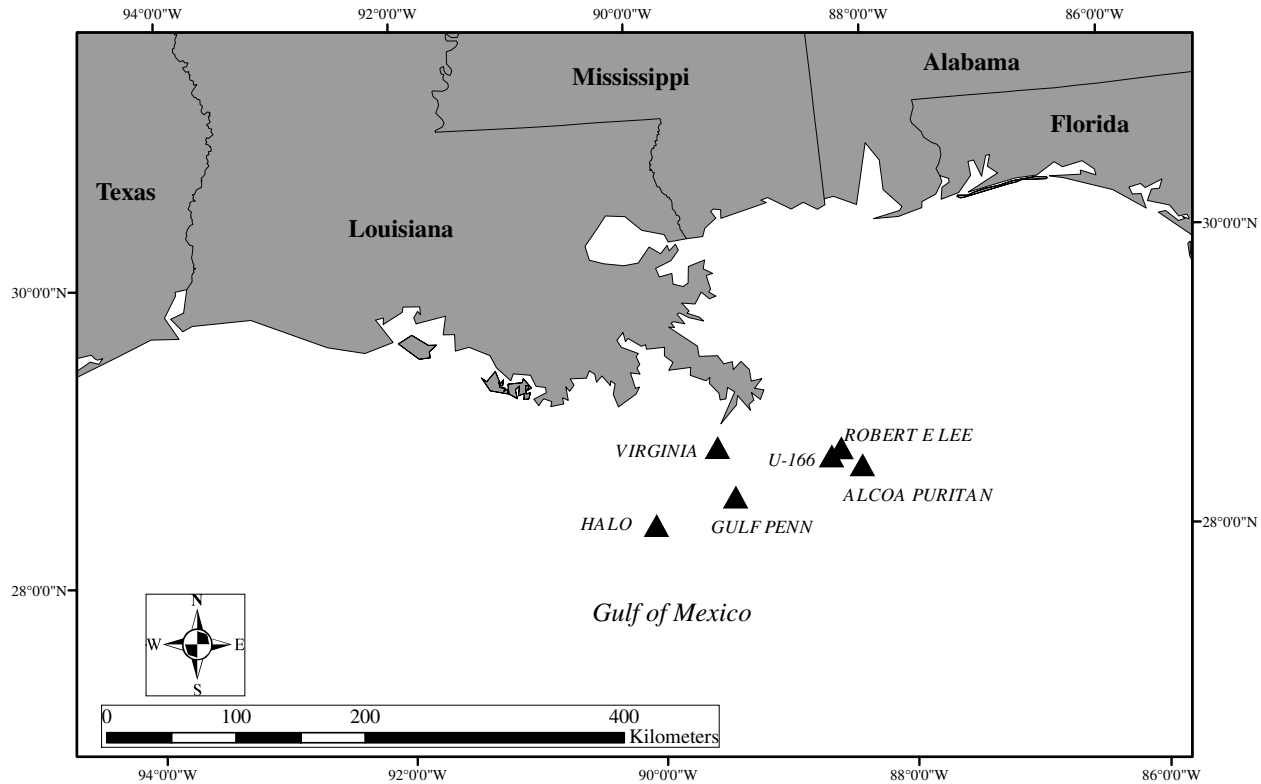 94°0'0"W 92°0'0"W 90°0'0"W 88°0'0"W 86°0'0"W
Alabama
Mississippi
Florida
Texas
Louisiana
30°0'0"N
30°0'0"N
ROBERT E LEE
VIRGINIA
U-166
ALCOA PURITAN
HALO
GULF PENN
28°0'0"N
28°0'0"N
Gulf of Mexico
N
W E
S
0 100 200 400
Kilometers
94°0'0"W 92°0'0"W 90°0'0"W 88°0'0"W 86°0'0"W